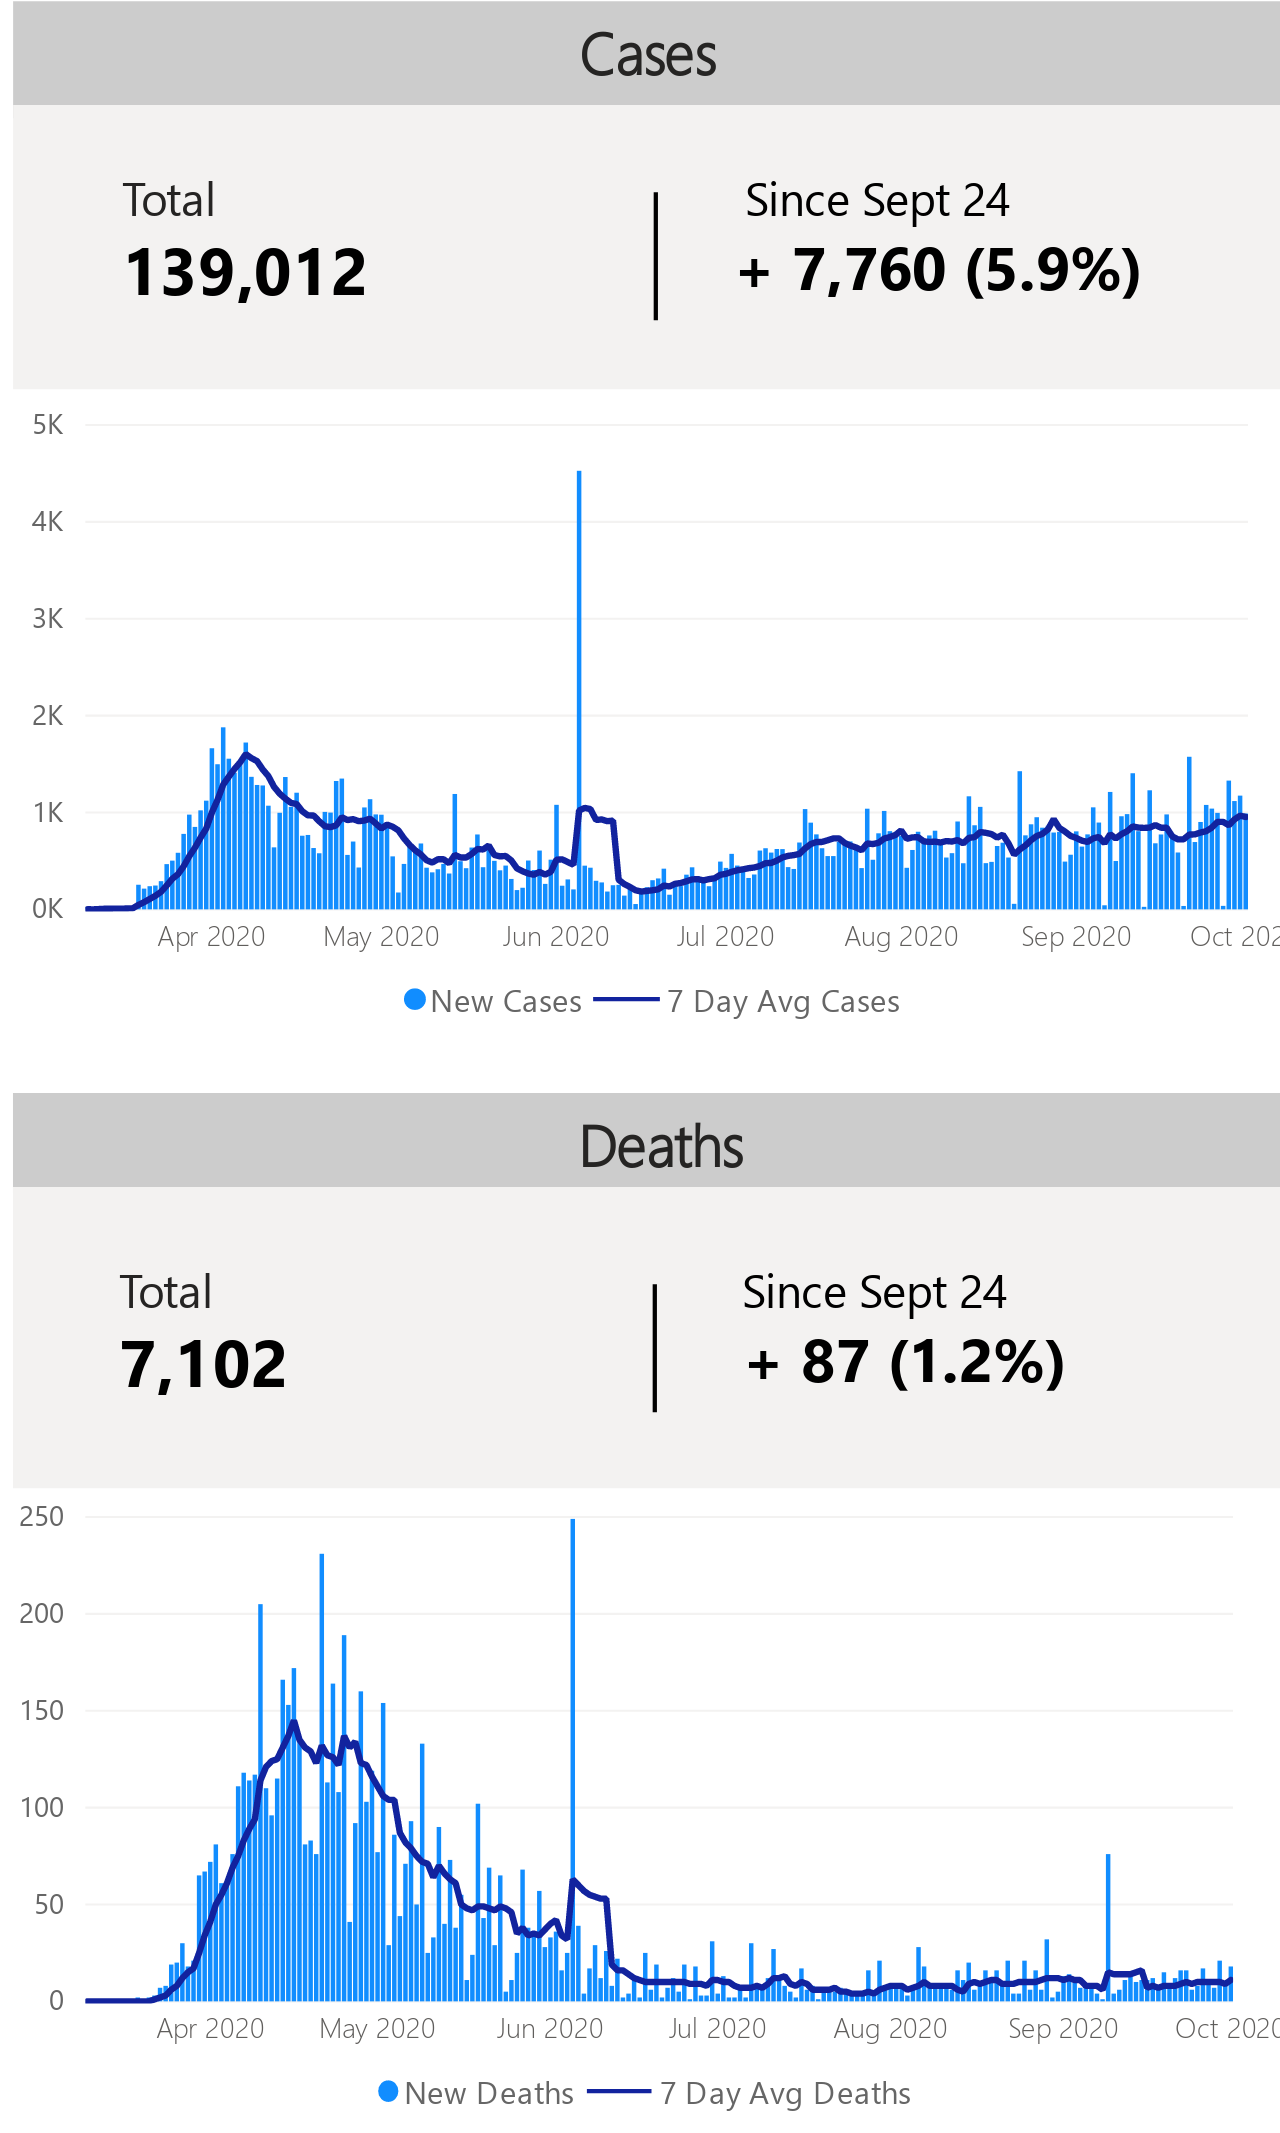 Cases
Total
Since Sept 24
139,012
+ 7,760 (5.9%)
5K
4K
3K
2K
1K
0K
Apr 2020
May 2020
Jun 2020
Jul 2020
Aug 2020
Sep 2020
Oct 202
New Cases
7 Day Avg Cases
Deaths
Total
Since Sept 24
7,102
+ 87 (1.2%)
250
200
150
100
50
0
Apr 2020
May 2020
Jun 2020
Jul 2020
Aug 2020
Sep 2020
Oct 2020
New Deaths
7 Day Avg Deaths